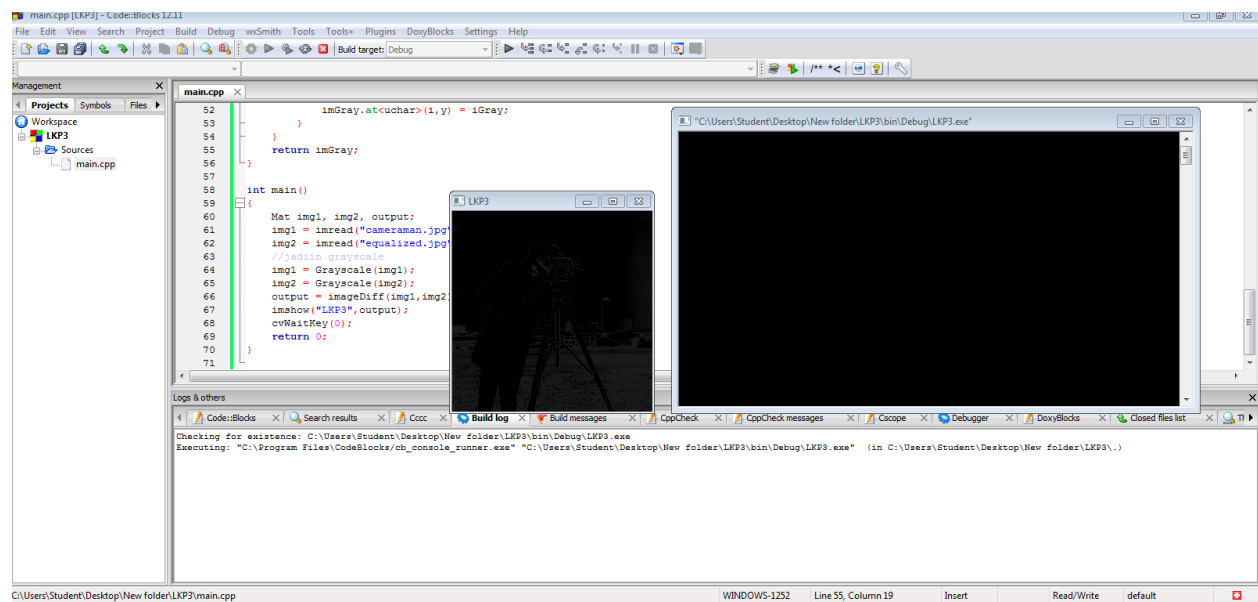 main.cpp [LKP3] - Code::Blocks 12.11
File Edit View Search Project Build Debug wxSmith Tools Tools+ Plugins DoxyBlocks Settings Help
Build target: Debug
/** *<
Management
Projects Symbols Files
Workspace
LKP3
Sources
main.cpp
main.cpp
52 imGray.at<uchar>(i,y) = iGray;
53 }
54 }
55 return imGray;
56 }
57
58 int main()
59 {
60 Mat img1, img2, output;
61 img1 = imread("cameraman.jpg"
62 img2 = imread("equalized.jpg"
63 //jadiin grayscale
64 img1 = Grayscale(img1);
65 img2 = Grayscale(img2);
66 output = imageDiff(img1,img2)
67 imshow("LKP3",output);
68 cvWaitKey(0);
69 return 0;
70 }
71
LKP3
"C:\Users\Student\Desktop\New folder\LKP3\bin\Debug\LKP3.exe"
Logs & others
Code::Blocks Search results Cccc Build log Build messages CppCheck CppCheck messages Cscope Debugger DoxyBlocks Closed files list
Checking for existence: C:\Users\Student\Desktop\New folder\LKP3\bin\Debug\LKP3.exe
Executing: "C:\Program Files\CodeBlocks/cb_console_runner.exe" "C:\Users\Student\Desktop\New folder\LKP3\bin\Debug\LKP3.exe" (in C:\Users\Student\Desktop\New folder\LKP3\.)
C:\Users\Student\Desktop\New folder\LKP3\main.cpp WINDOWS-1252 Line 55, Column 19 Insert Read/Write default